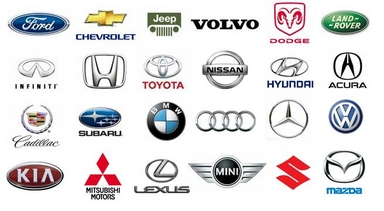 Ford
CHEVROLET
Jeep
VOLVO
DODGE
LAND-
ROVER
INFINITI
TOYOTA
NISSAN
HYUNDAI
ACURA
Cadillac
SUBARU
BMW
KIA
MITSUBISHI
MOTORS
LEXUS
MINI
mazda